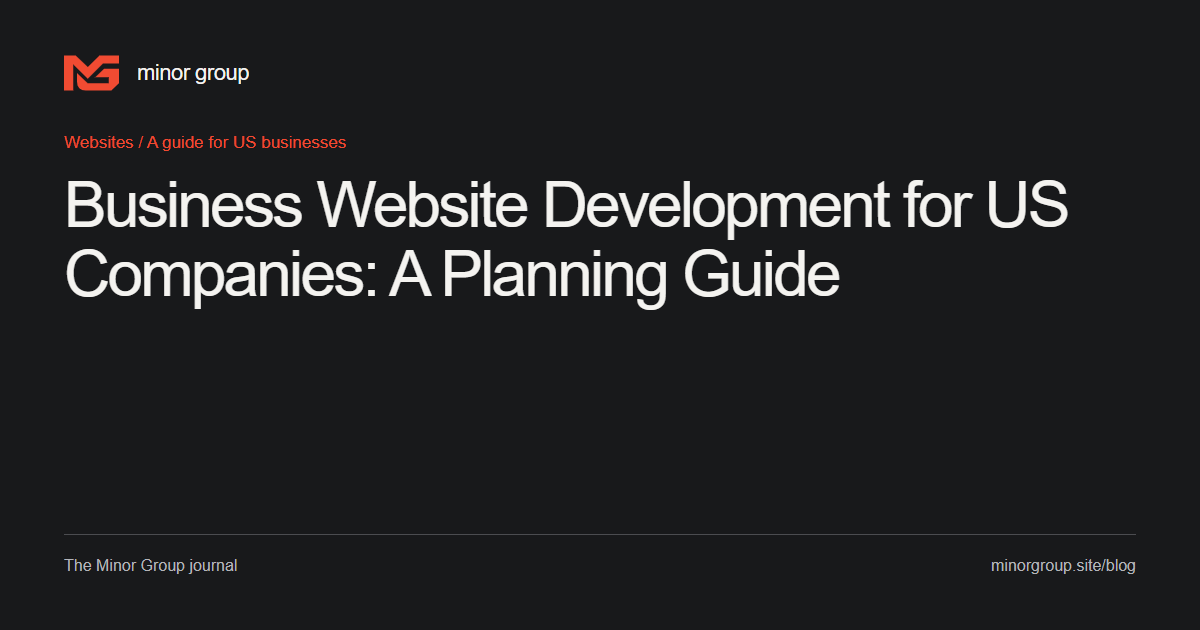 minor group
Websites / A guide for US businesses
Business Website Development for US
Companies: A Planning Guide
The Minor Group journal
minorgroup.site/blog